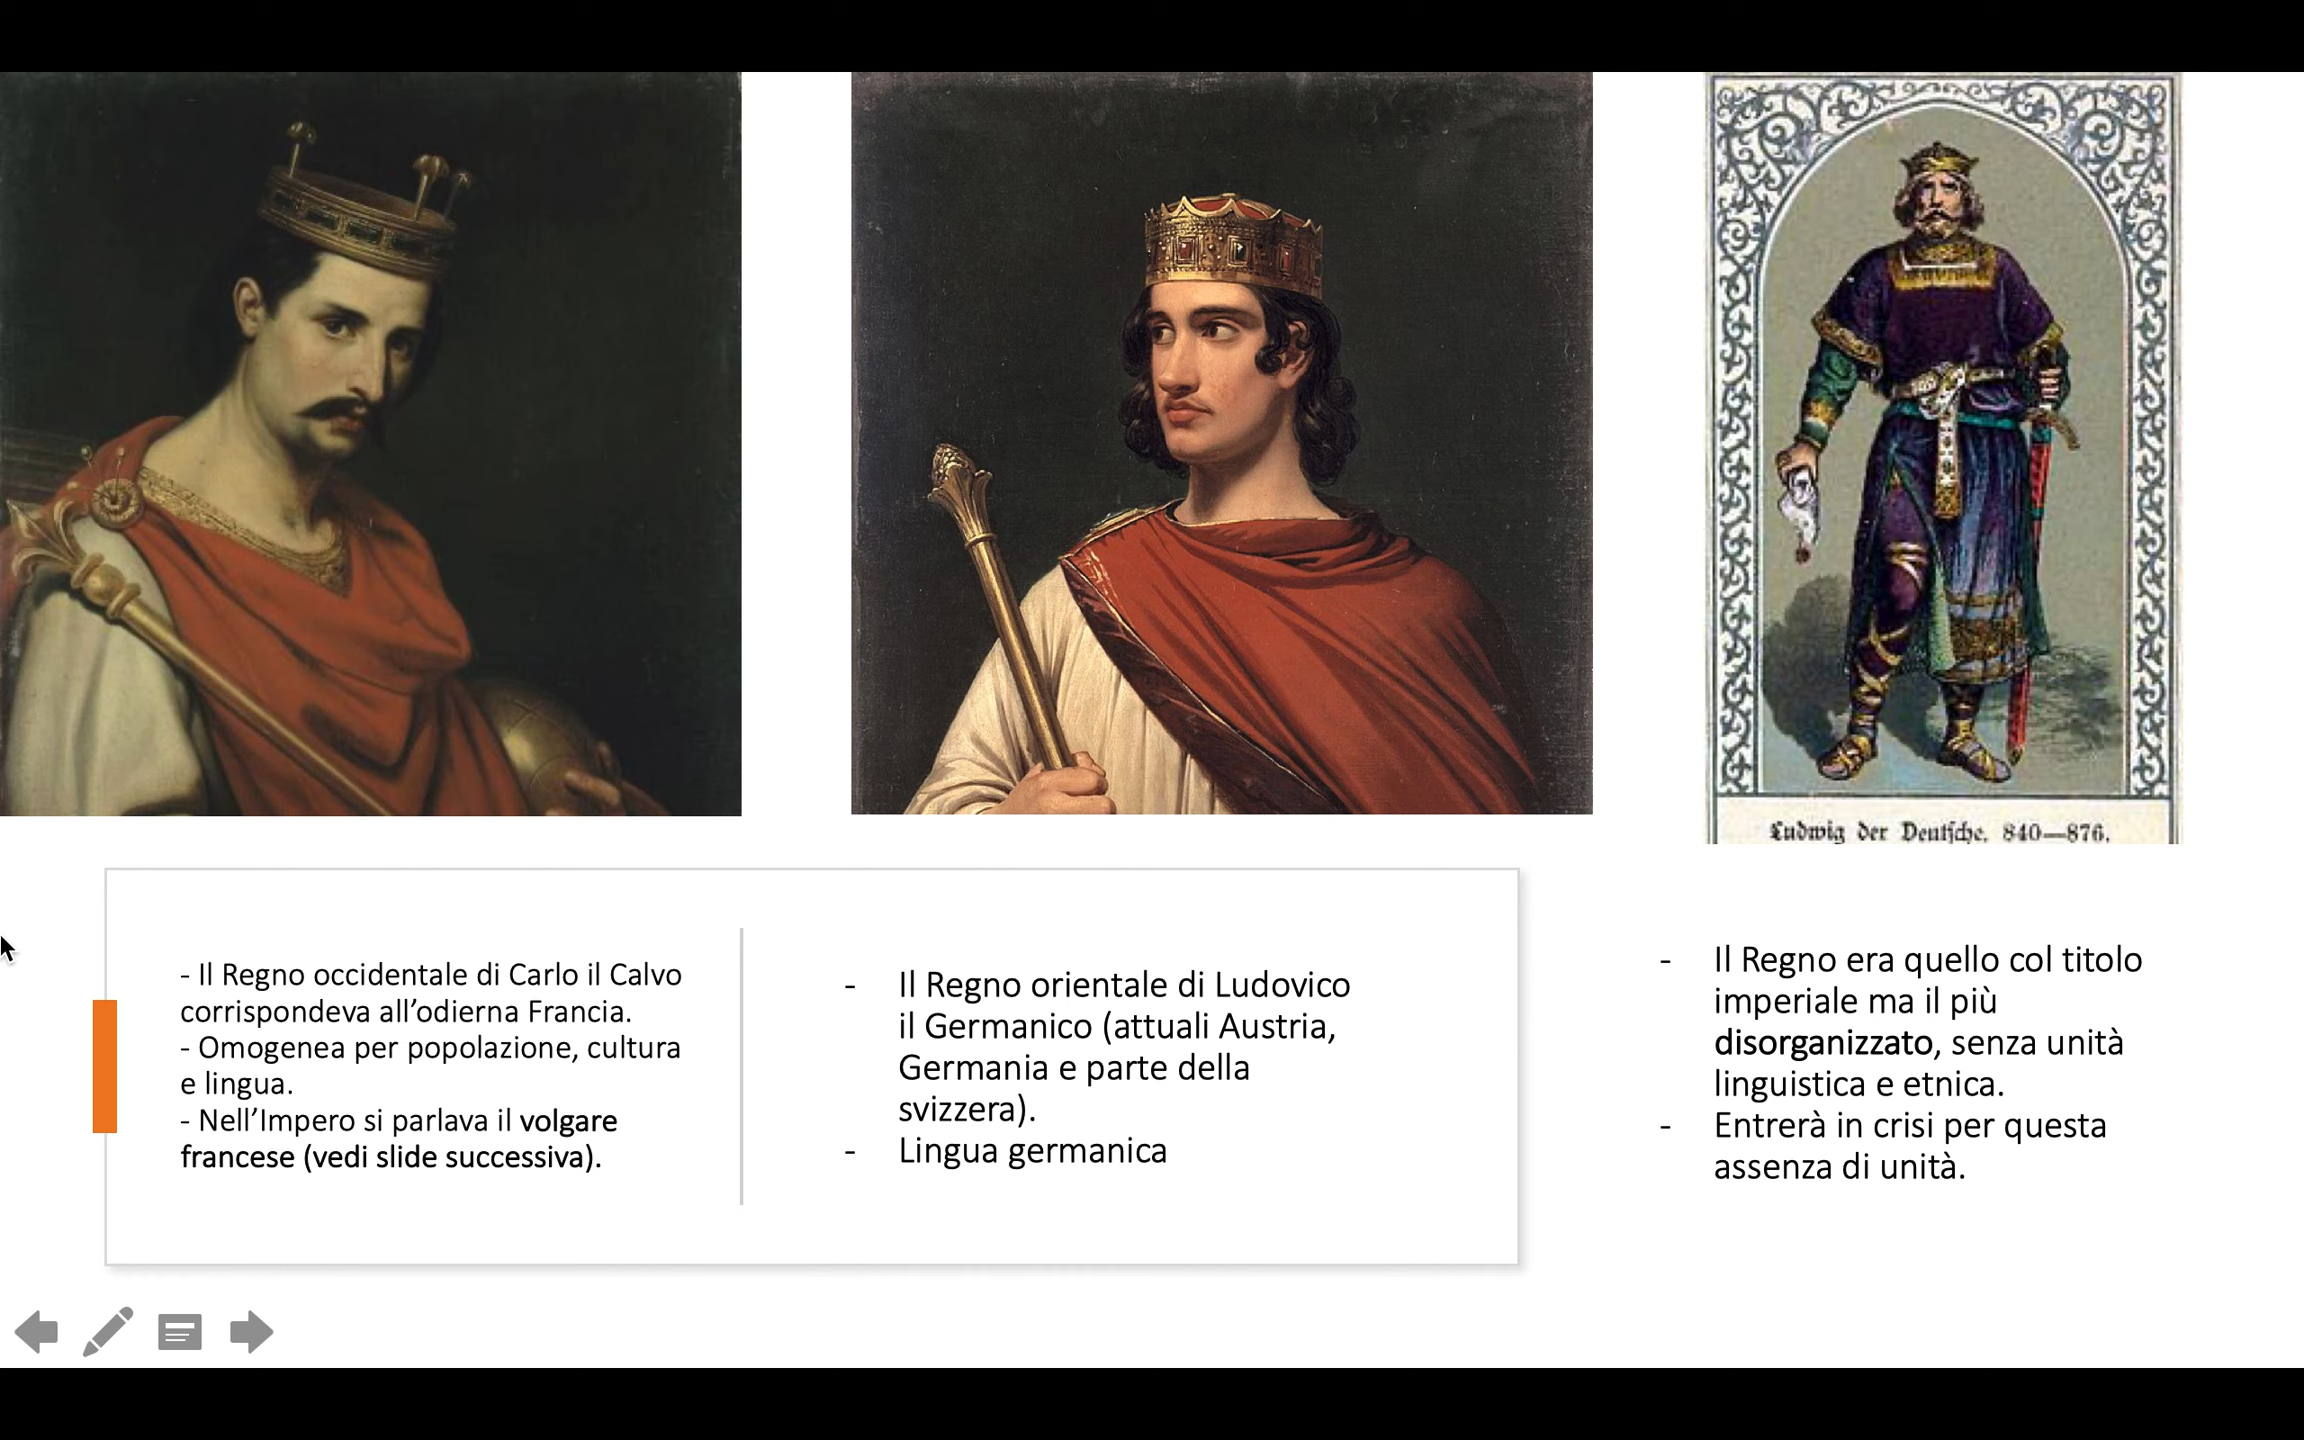 Ludwig der Deutsche. 840—876.
- Il Regno occidentale di Carlo il Calvo
corrispondeva all’odierna Francia.
- Omogenea per popolazione, cultura
e lingua.
- Nell’Impero si parlava il volgare
francese (vedi slide successiva).
- Il Regno orientale di Ludovico
il Germanico (attuali Austria,
Germania e parte della
svizzera).
- Lingua germanica
- Il Regno era quello col titolo
imperiale ma il più
disorganizzato, senza unità
linguistica e etnica.
- Entrerà in crisi per questa
assenza di unità.